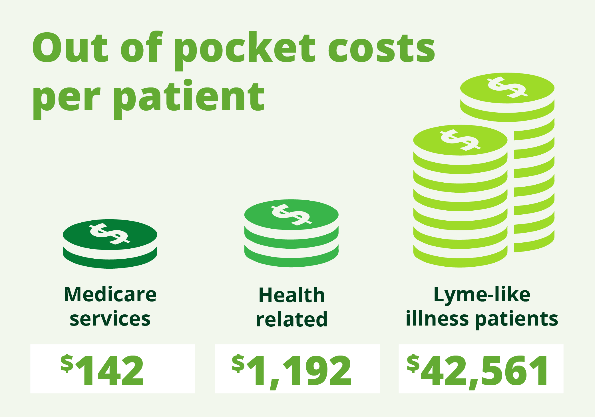 Out of pocket costs
per patient
Medicare
services
Health
related
Lyme-like
illness patients
$142
$1,192
$42,561